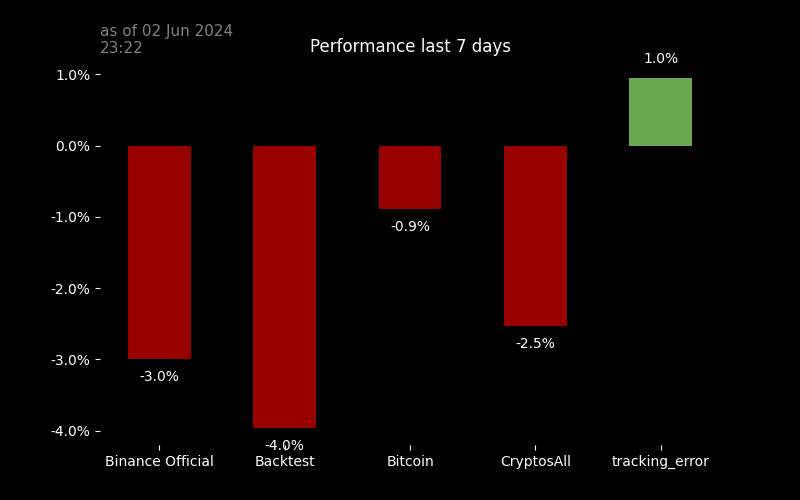 as of 02 Jun 2024
23:22
Performance last 7 days
1.0%
1.0%
0.0%
-1.0%
-0.9%
-2.0%
-2.5%
-3.0%
-3.0%
-4.0%
-4.0%
Binance Official
Backtest
Bitcoin
CryptosAll
tracking_error